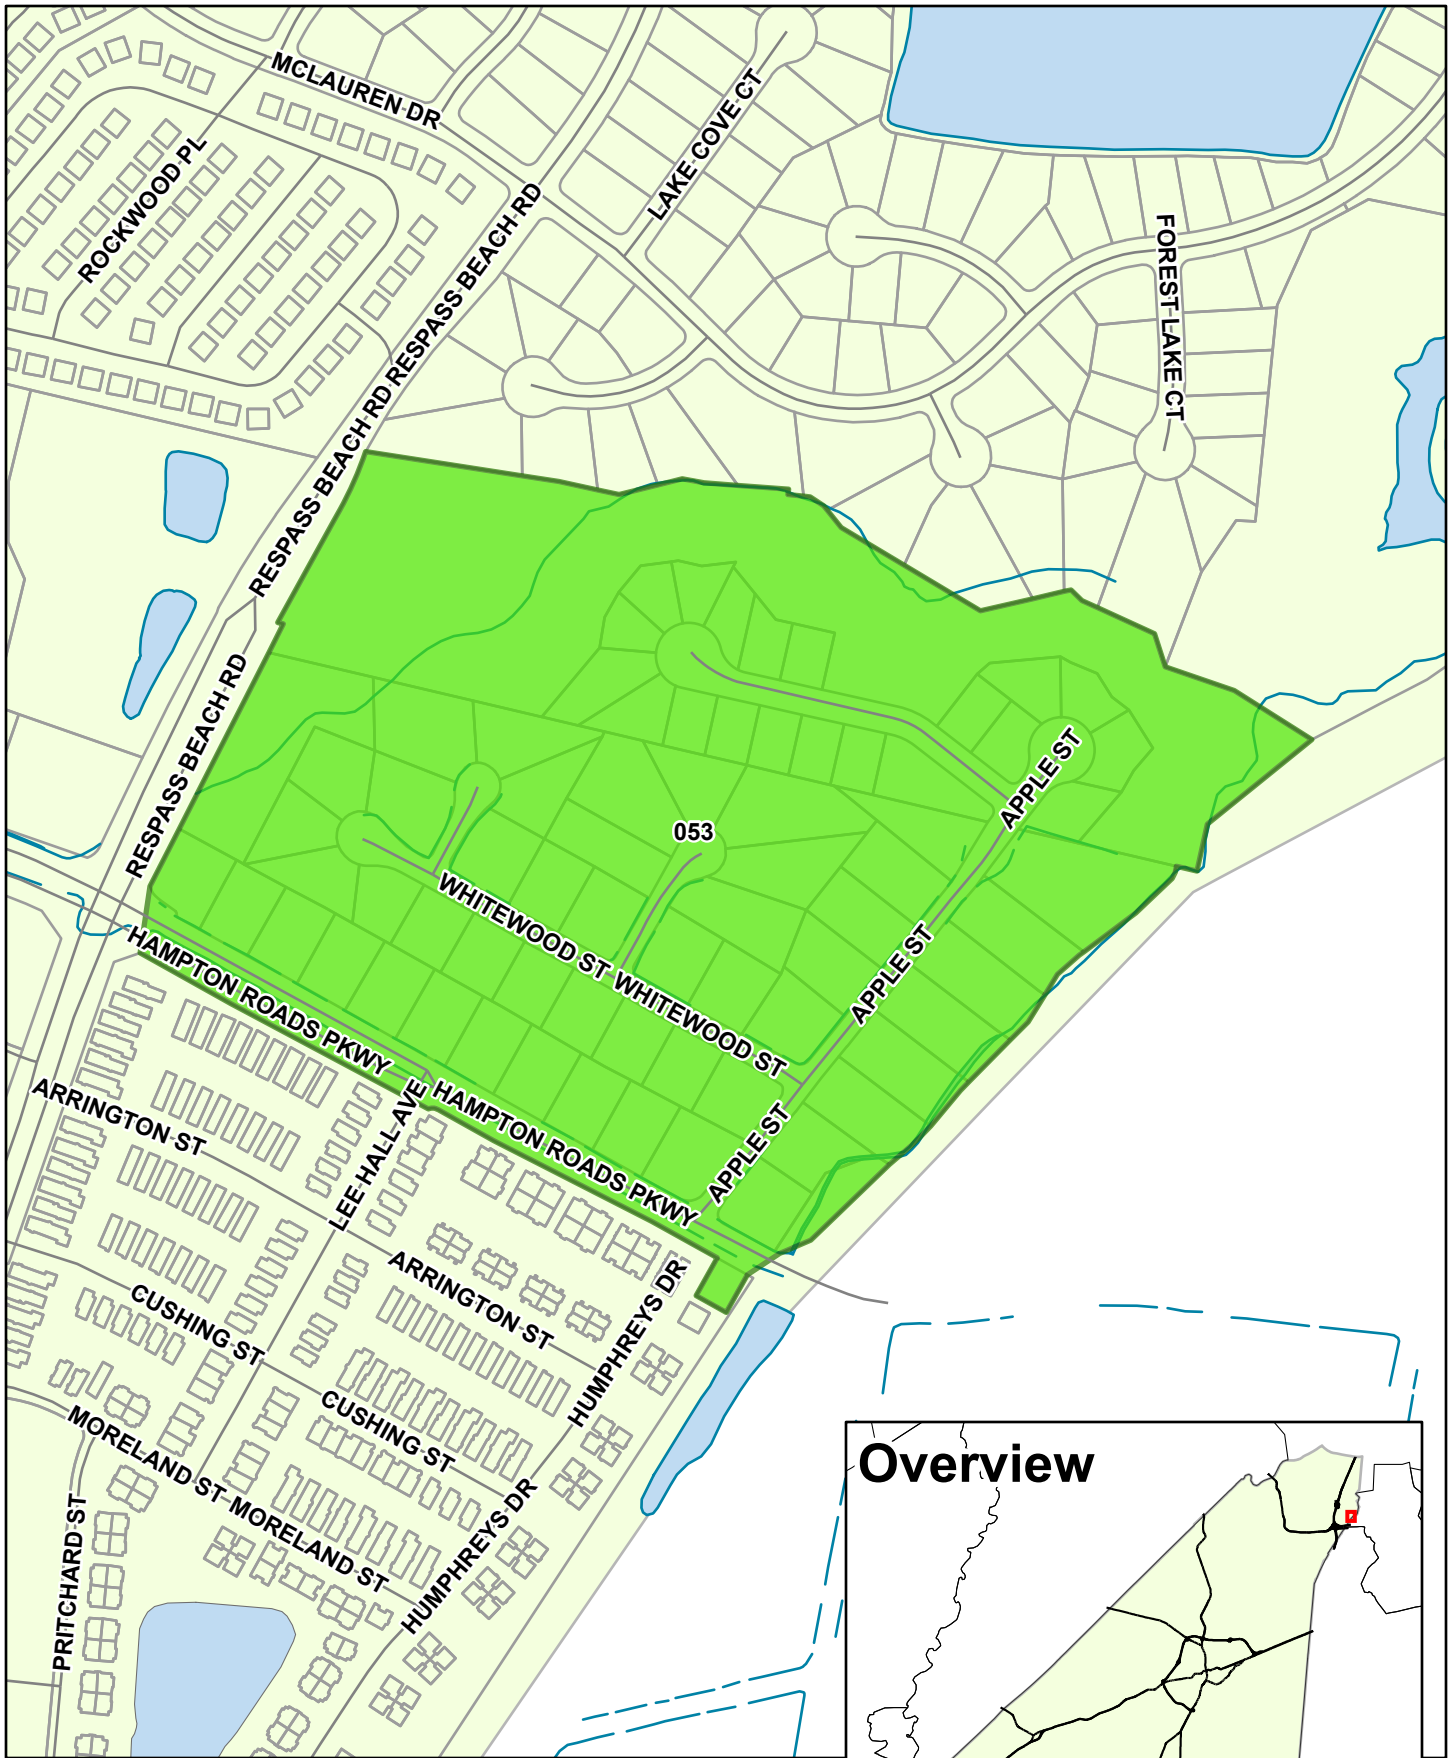 MCLAUREN DR
LAKE COVE CT
ROCKWOOD PL
RESPASS BEACH RD
FOREST LAKE CT
RESPASS BEACH RD
RESPASS BEACH RD
RESPASS BEACH RD
APPLE ST
053
WHITEWOOD ST
WHITEWOOD ST
APPLE ST
HAMPTON ROADS PKWY
HAMPTON ROADS PKWY
APPLE ST
ARRINGTON ST
LEE HALL AVE
ARRINGTON ST
HUMPHREYS DR
CUSHING ST
CUSHING ST
MORELAND ST
MORELAND ST
HUMPHREYS DR
PRITCHARD ST
Overview